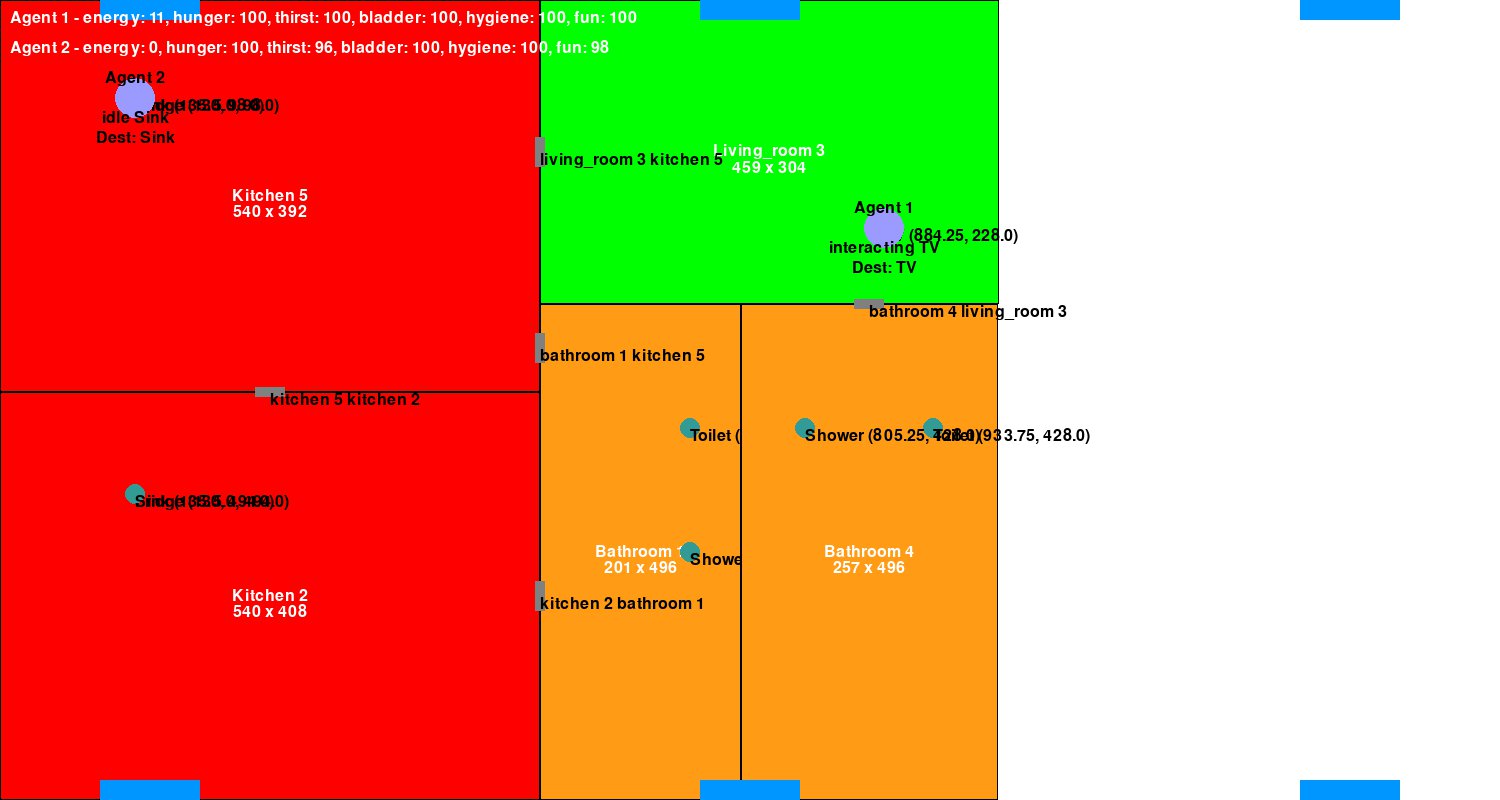 Agent 1 - energy: 11, hunger: 100, thirst: 100, bladder: 100, hygiene: 100, fun: 100
Agent 2 - energy: 0, hunger: 100, thirst: 96, bladder: 100, hygiene: 100, fun: 98
Agent 2
idle Sink
Dest: Sink
living_room 3 kitchen 5
Living_room 3
459 x 304
Kitchen 5
540 x 392
Agent 1
(884.25, 228.0)
interacting TV
Dest: TV
bathroom 4 living_room 3
bathroom 1 kitchen 5
kitchen 5 kitchen 2
Toilet (
Shower (805.25, 428.0)
Toilet (933.75, 428.0)
Bathroom 1
201 x 496
Showe
Bathroom 4
257 x 496
Kitchen 2
540 x 408
kitchen 2 bathroom 1